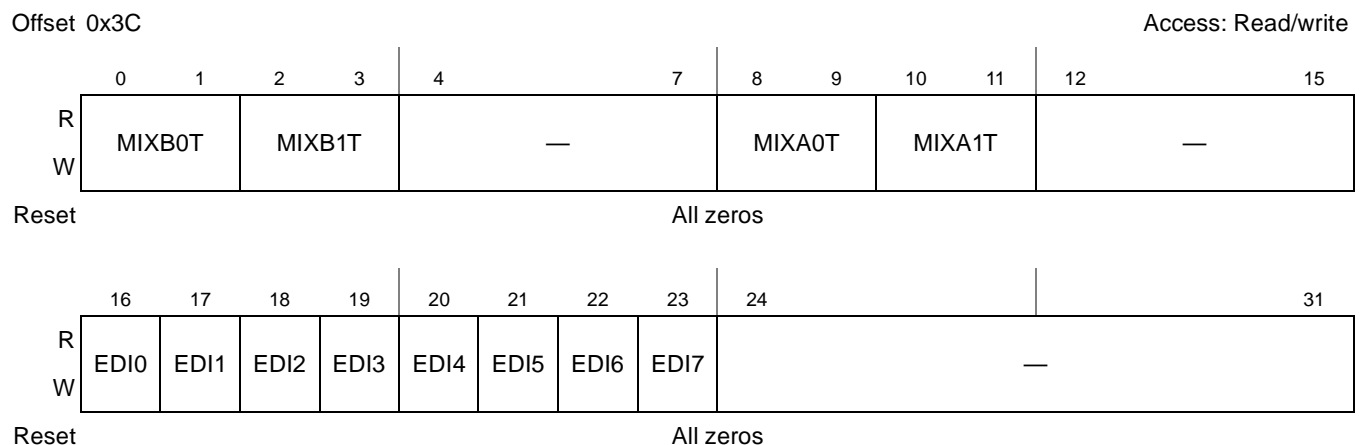 Offset 0x3C Access: Read/write
0 1 2 3 4 7 8 9 10 11 12 15
R
W
MIXB0T MIXB1T — MIXA0T MIXA1T —
Reset All zeros
16 17 18 19 20 21 22 23 24 31
R
W
EDI0 EDI1 EDI2 EDI3 EDI4 EDI5 EDI6 EDI7 —
Reset All zeros